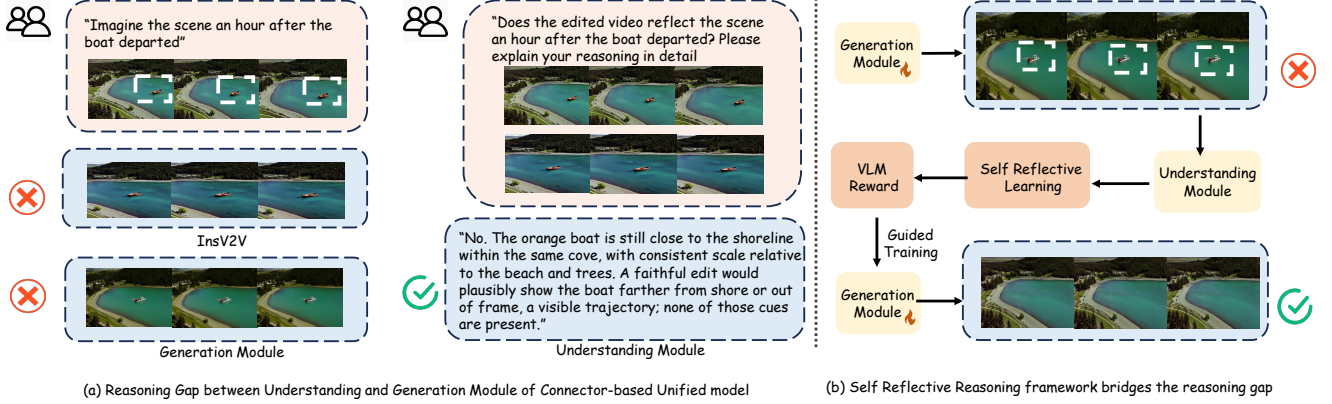 “Imagine the scene an hour after the
boat departed”
InsV2V
Generation Module
“Does the edited video reflect the scene
an hour after the boat departed? Please
explain your reasoning in detail
“No. The orange boat is still close to the shoreline
within the same cove, with consistent scale relative
to the beach and trees. A faithful edit would
plausibly show the boat farther from shore or out
of frame, a visible trajectory; none of those cues
are present.”
Understanding Module
(a) Reasoning Gap between Understanding and Generation Module of Connector-based Unified model
Generation
Module
Understanding
Module
Self Reflective
Learning
VLM
Reward
Guided
Training
Generation
Module
(b) Self Reflective Reasoning framework bridges the reasoning gap